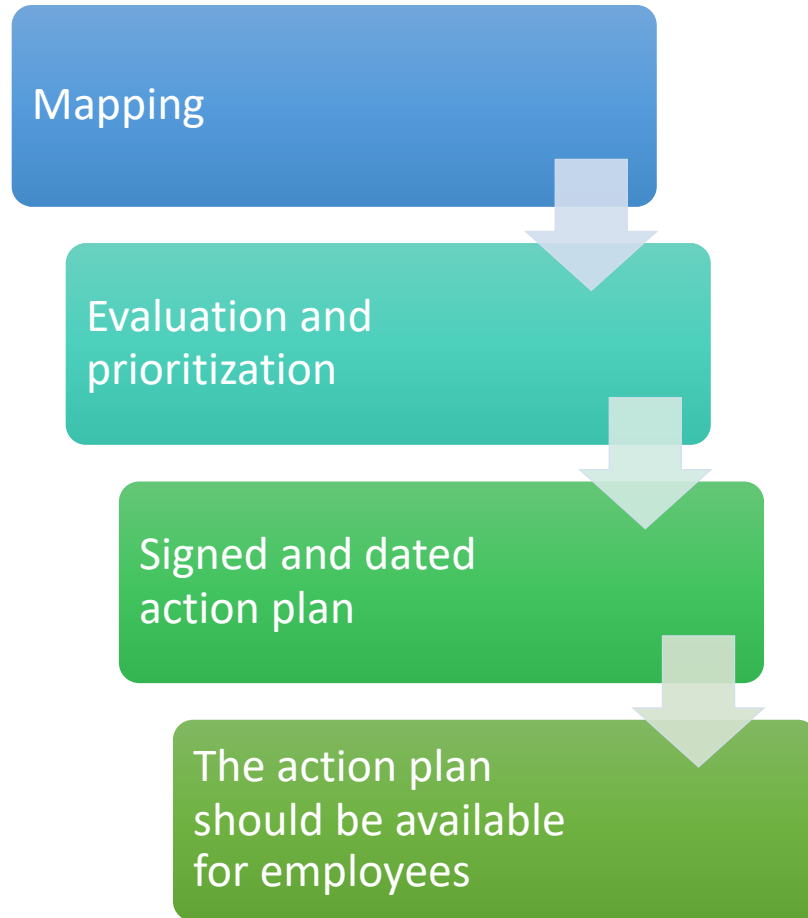 Mapping
Evaluation and
prioritization
Signed and dated
action plan
The action plan
should be available
for employees